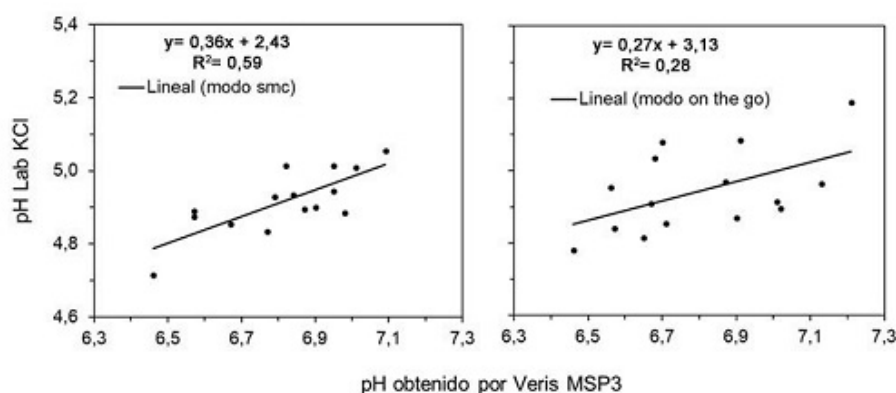 y= 0,36x + 2,43
R²= 0,59
Lineal (modo smc)
5,4
5,2
5,0
4,8
4,6
pH Lab KCl
6,3 6,5 6,7 6,9 7,1 7,3
y= 0,27x + 3,13
R²= 0,28
Lineal (modo on the go)
6,3 6,5 6,7 6,9 7,1 7,3
pH obtenido por Veris MSP3